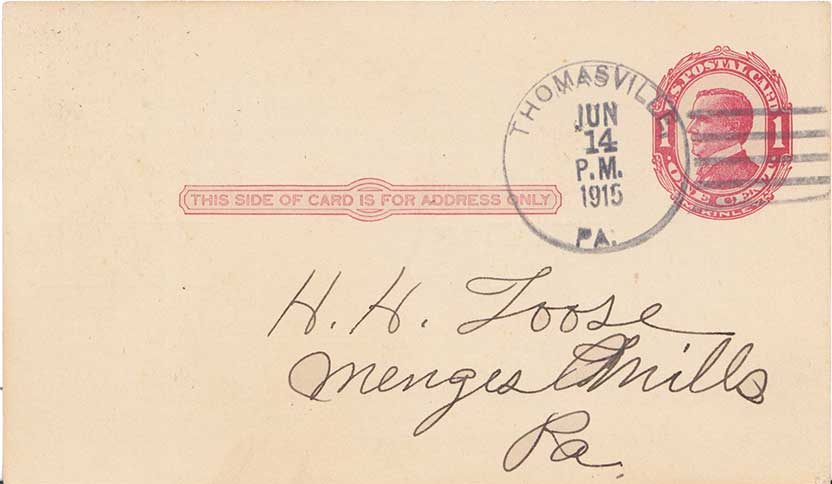 U.S. POSTAL CARD
1 1
ONE CENT
McKINLEY
THOMASVILLE,
JUN
14
P.M.
1915
PA.
THIS SIDE OF CARD IS FOR ADDRESS ONLY
H. H. Loose
Menges Mills
Pa.